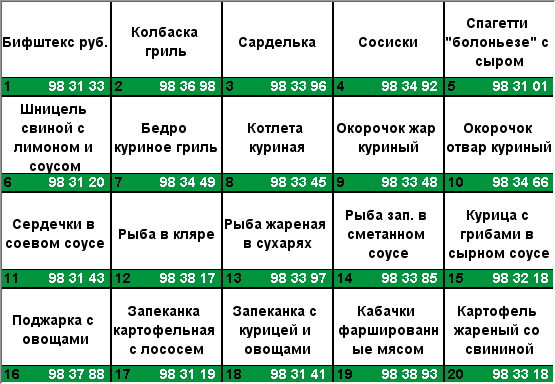 Бифштекс руб.
1 98 31 33
Колбаска
гриль
2 98 36 98
Сарделька
3 98 33 96
Сосиски
4 98 34 92
Спагетти
"болоньезе" с
сыром
5 98 31 01
Шницель
свиной с
лимоном и
соусом
6 98 31 20
Бедро
куриное гриль
7 98 34 49
Котлета
куриная
8 98 33 45
Окорочок жар
куриный
9 98 33 48
Окорочок
отвар куриный
10 98 34 66
Сердечки в
соевом соусе
11 98 31 43
Рыба в кляре
12 98 38 17
Рыба жареная
в сухарях
13 98 33 97
Рыба зап. в
сметанном
соусе
14 98 33 85
Курица с
грибами в
сырном соусе
15 98 32 18
Поджарка с
овощами
16 98 37 88
Запеканка
картофельная
с лососем
17 98 31 19
Запеканка с
курицей и
овощами
18 98 31 41
Кабачки
фаршированн
ые мясом
19 98 38 93
Картофель
жареный со
свининой
20 98 33 18